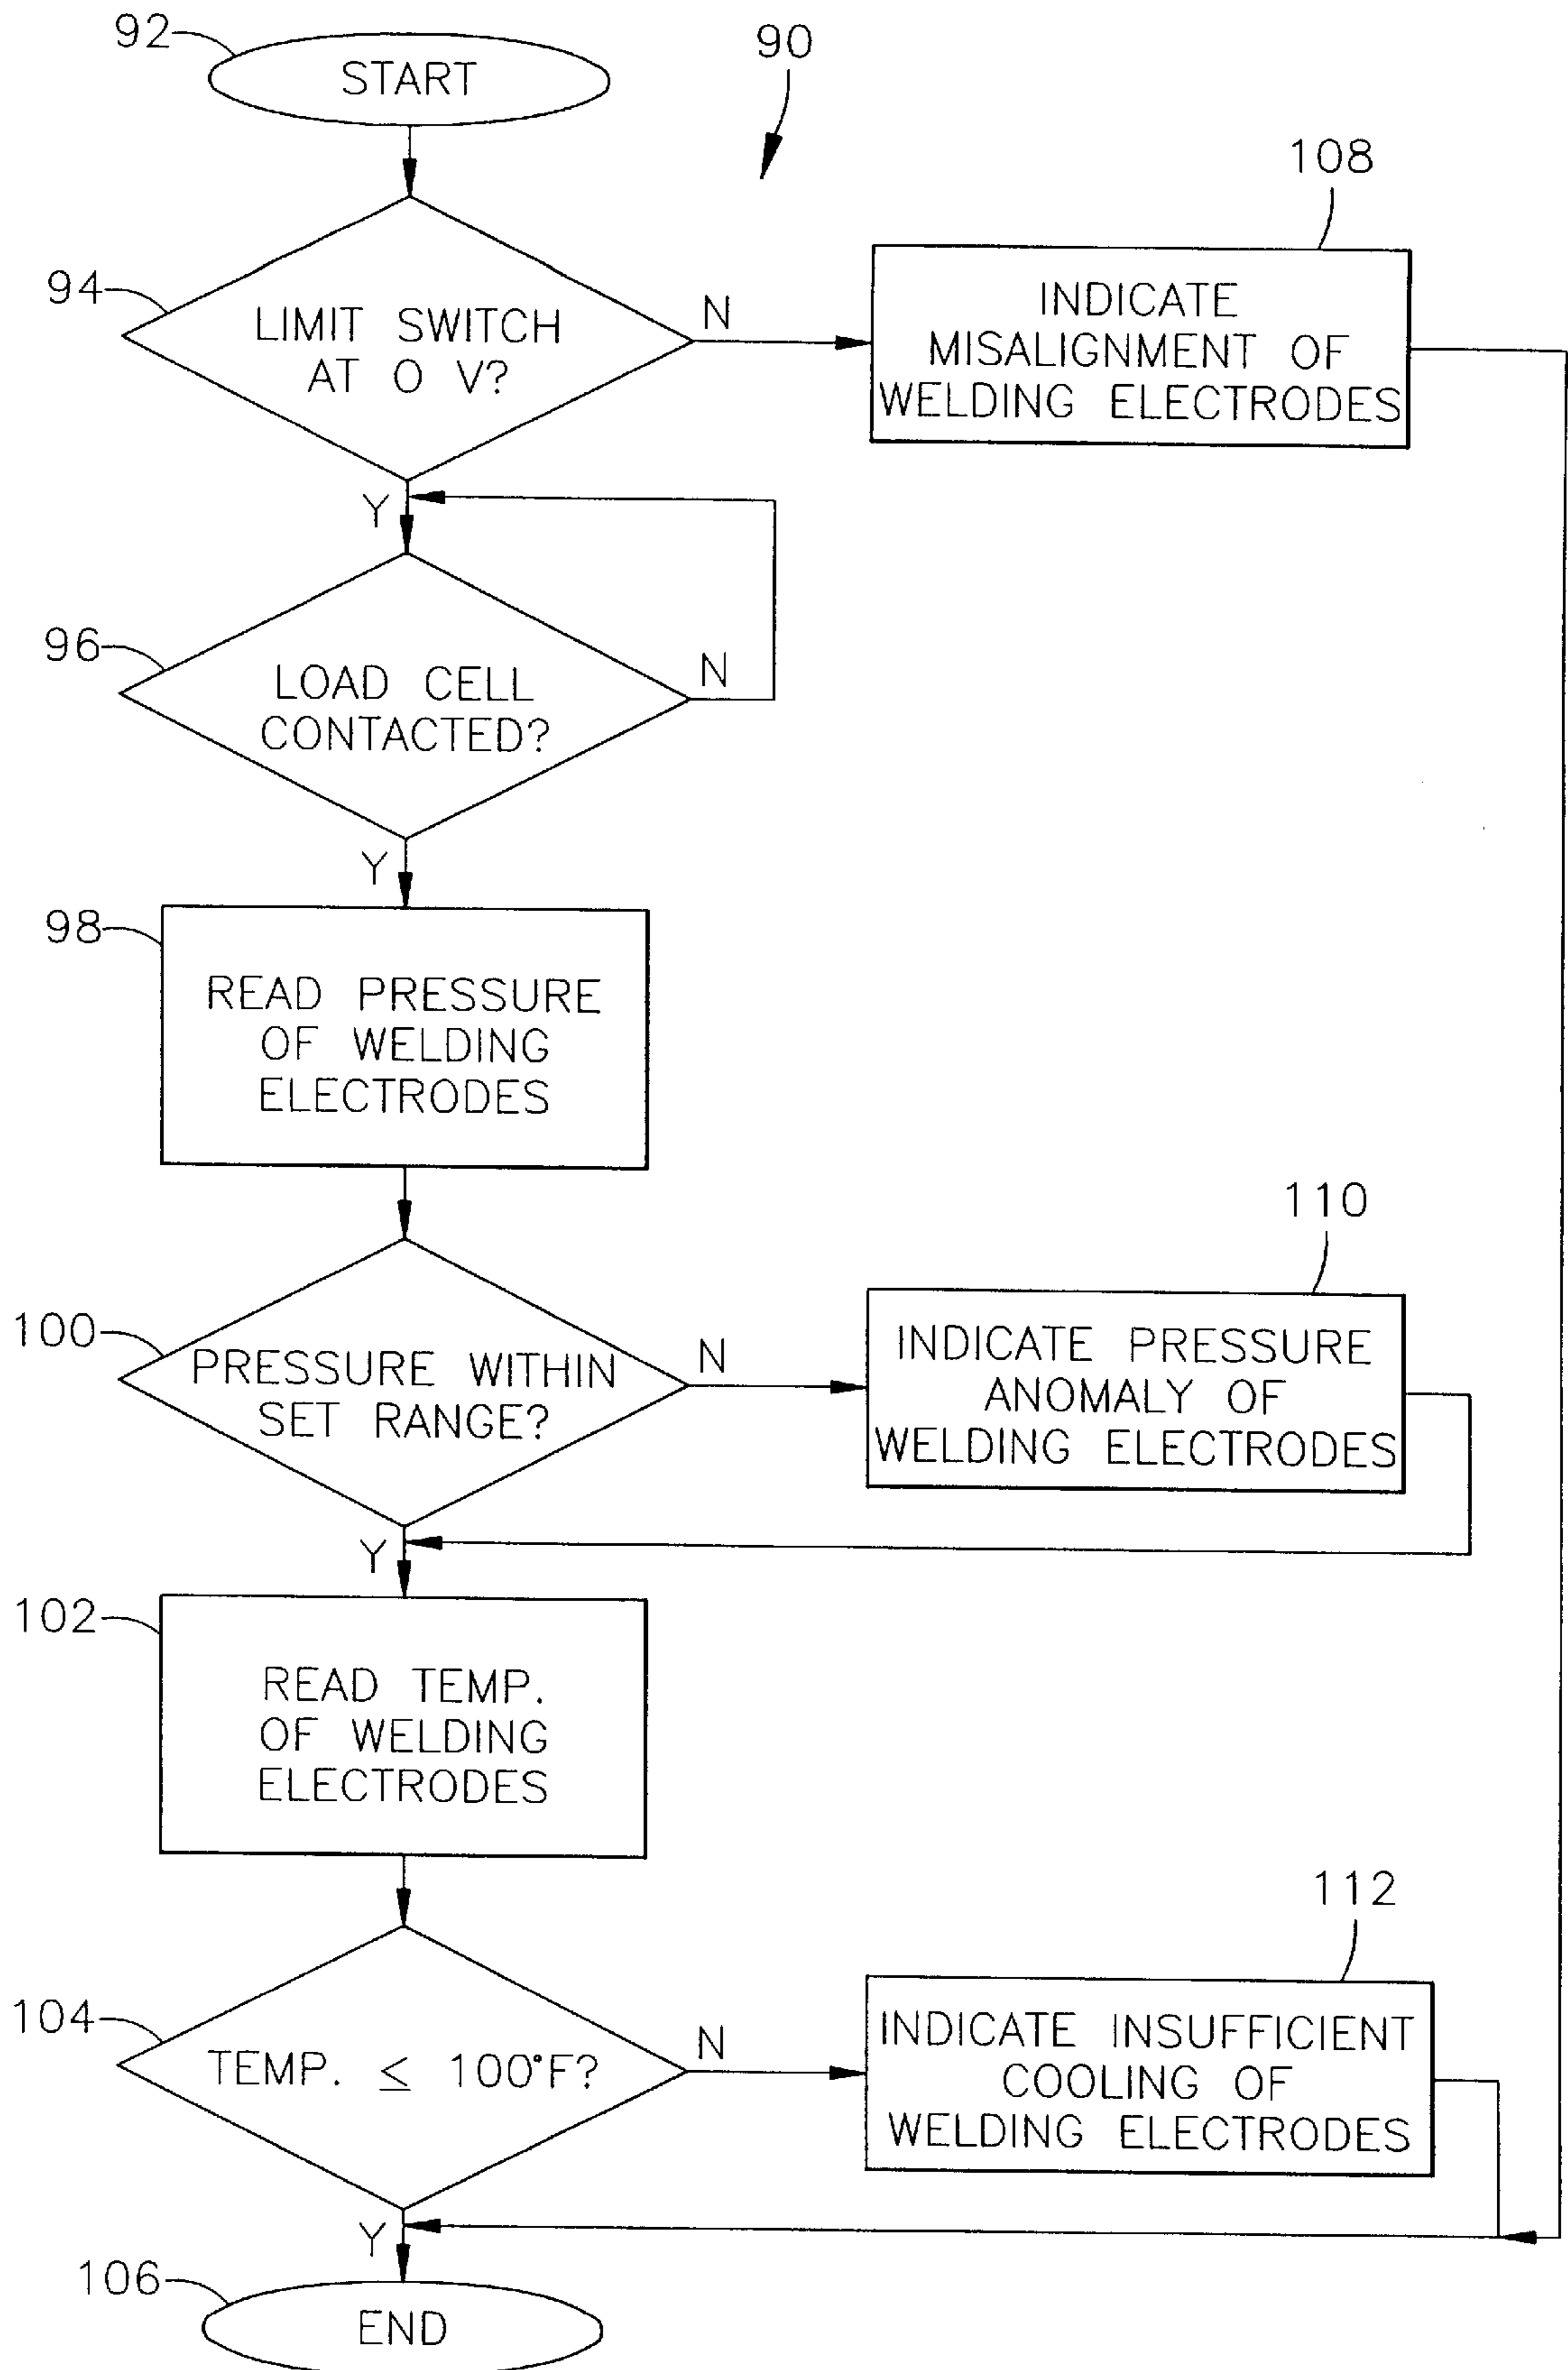 92
START
90
108
94
LIMIT SWITCH
AT 0 V?
N
INDICATE
MISALIGNMENT OF
WELDING ELECTRODES
Y
96
LOAD CELL
CONTACTED?
N
Y
98
READ PRESSURE
OF WELDING
ELECTRODES
110
100
PRESSURE WITHIN
SET RANGE?
N
INDICATE PRESSURE
ANOMALY OF
WELDING ELECTRODES
Y
102
READ TEMP.
OF WELDING
ELECTRODES
112
104
TEMP. ≤ 100°F?
N
INDICATE INSUFFICIENT
COOLING OF
WELDING ELECTRODES
Y
106
END